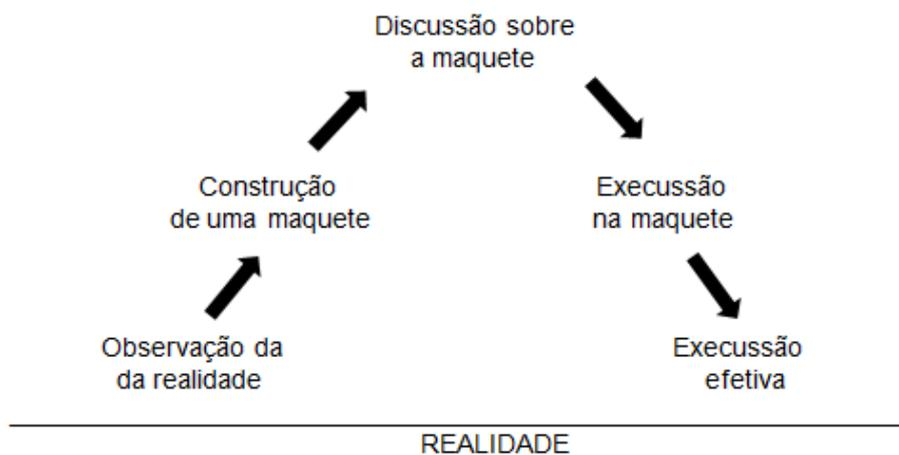 Discussão sobre
a maquete
Construção
de uma maquete
Execussão
na maquete
Observação da
da realidade
Execussão
efetiva
REALIDADE